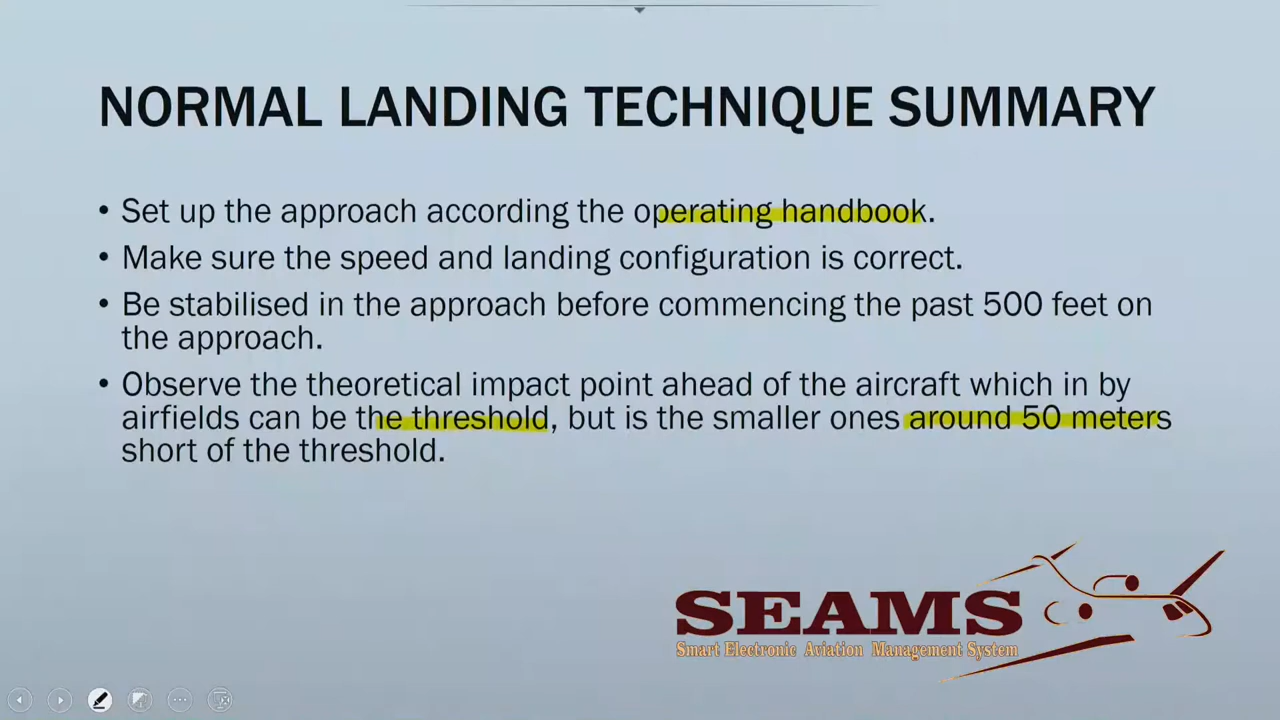 NORMAL LANDING TECHNIQUE SUMMARY
• Set up the approach according the operating handbook.
• Make sure the speed and landing configuration is correct.
• Be stabilised in the approach before commencing the past 500 feet on
the approach.
• Observe the theoretical impact point ahead of the aircraft which in by
airfields can be the threshold, but is the smaller ones around 50 meters
short of the threshold.
SEAMS
Smart Electronic Aviation Management System